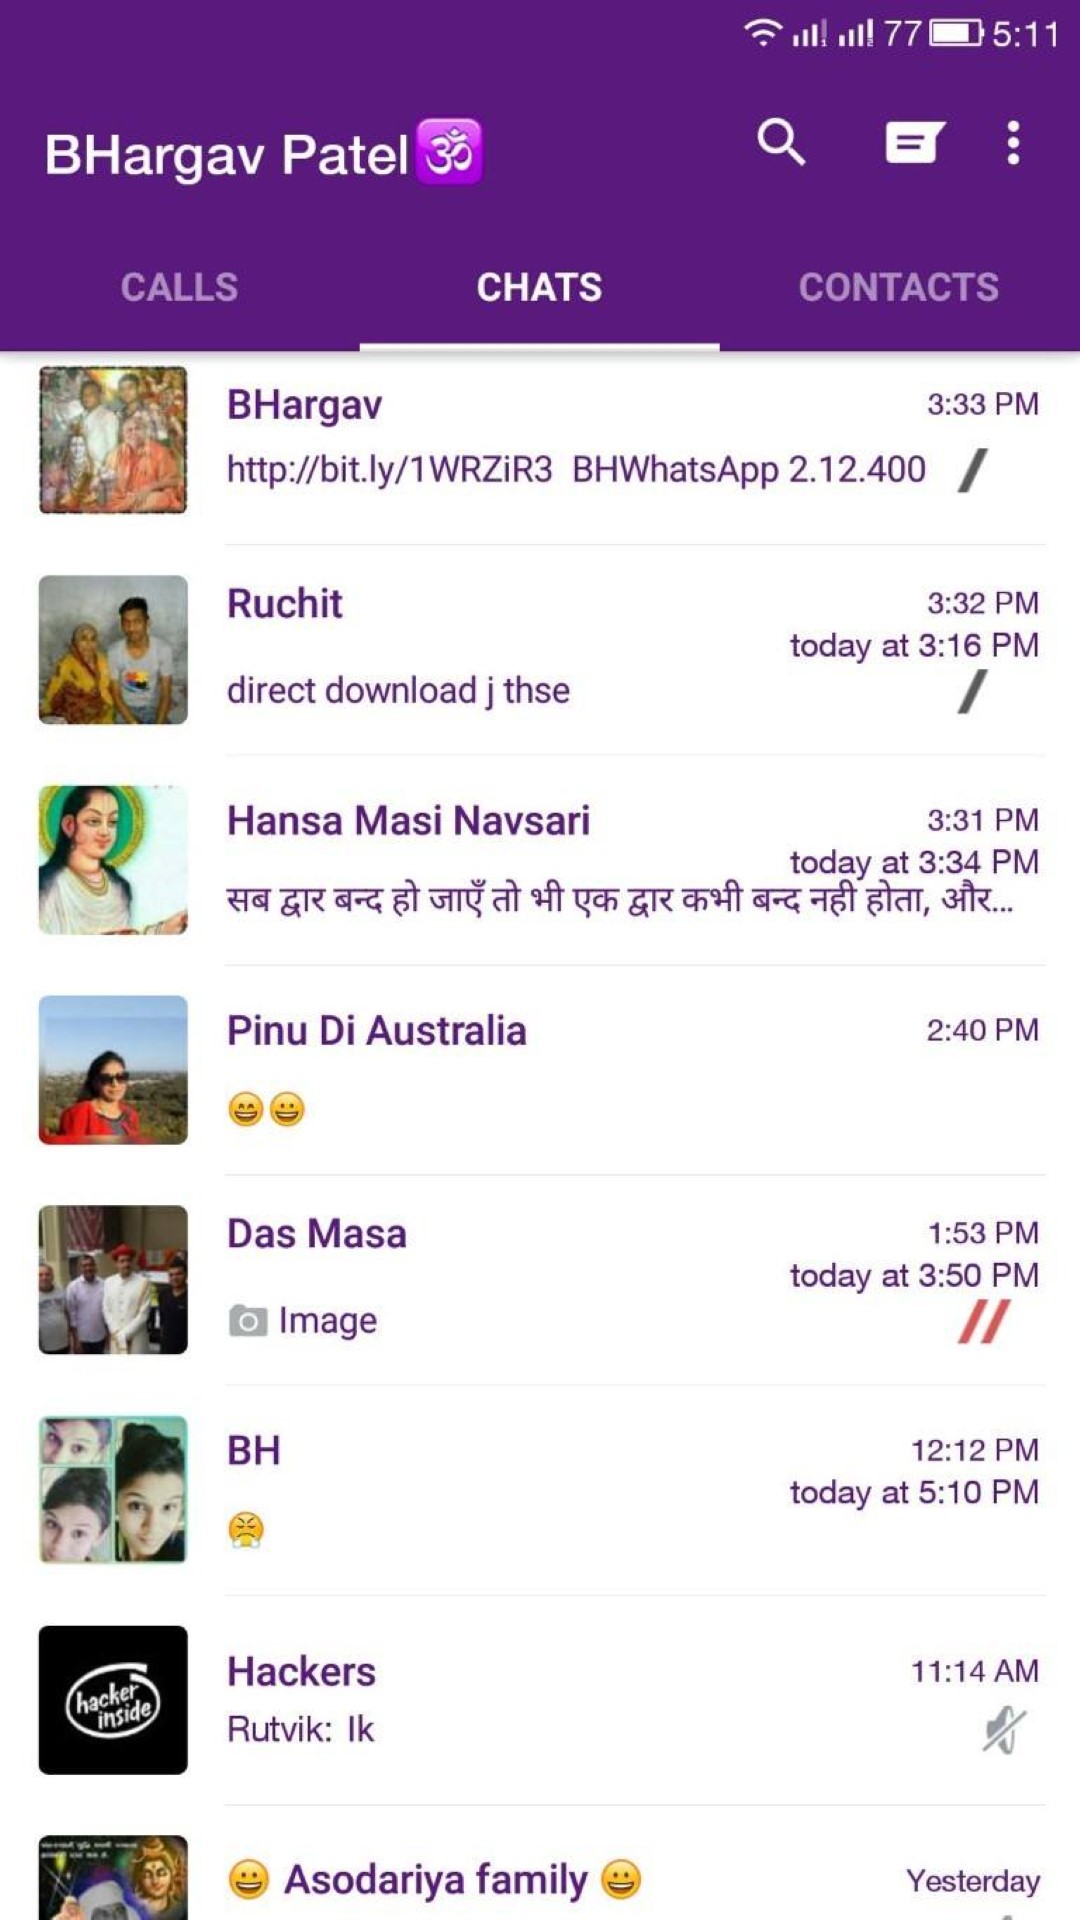 77 5:11
BHargav Patel🕉
CALLS CHATS CONTACTS
BHargav 3:33 PM
http://bit.ly/1WRZiR3 BHWhatsApp 2.12.400
Ruchit 3:32 PM
today at 3:16 PM
direct download j thse
Hansa Masi Navsari 3:31 PM
today at 3:34 PM
सब द्वार बन्द हो जाएँ तो भी एक द्वार कभी बन्द नही होता, और...
Pinu Di Australia 2:40 PM
😄😀
Das Masa 1:53 PM
today at 3:50 PM
Image
BH 12:12 PM
today at 5:10 PM
😤
Hackers 11:14 AM
hacker
inside
Rutvik: Ik
😀 Asodariya family 😀 Yesterday